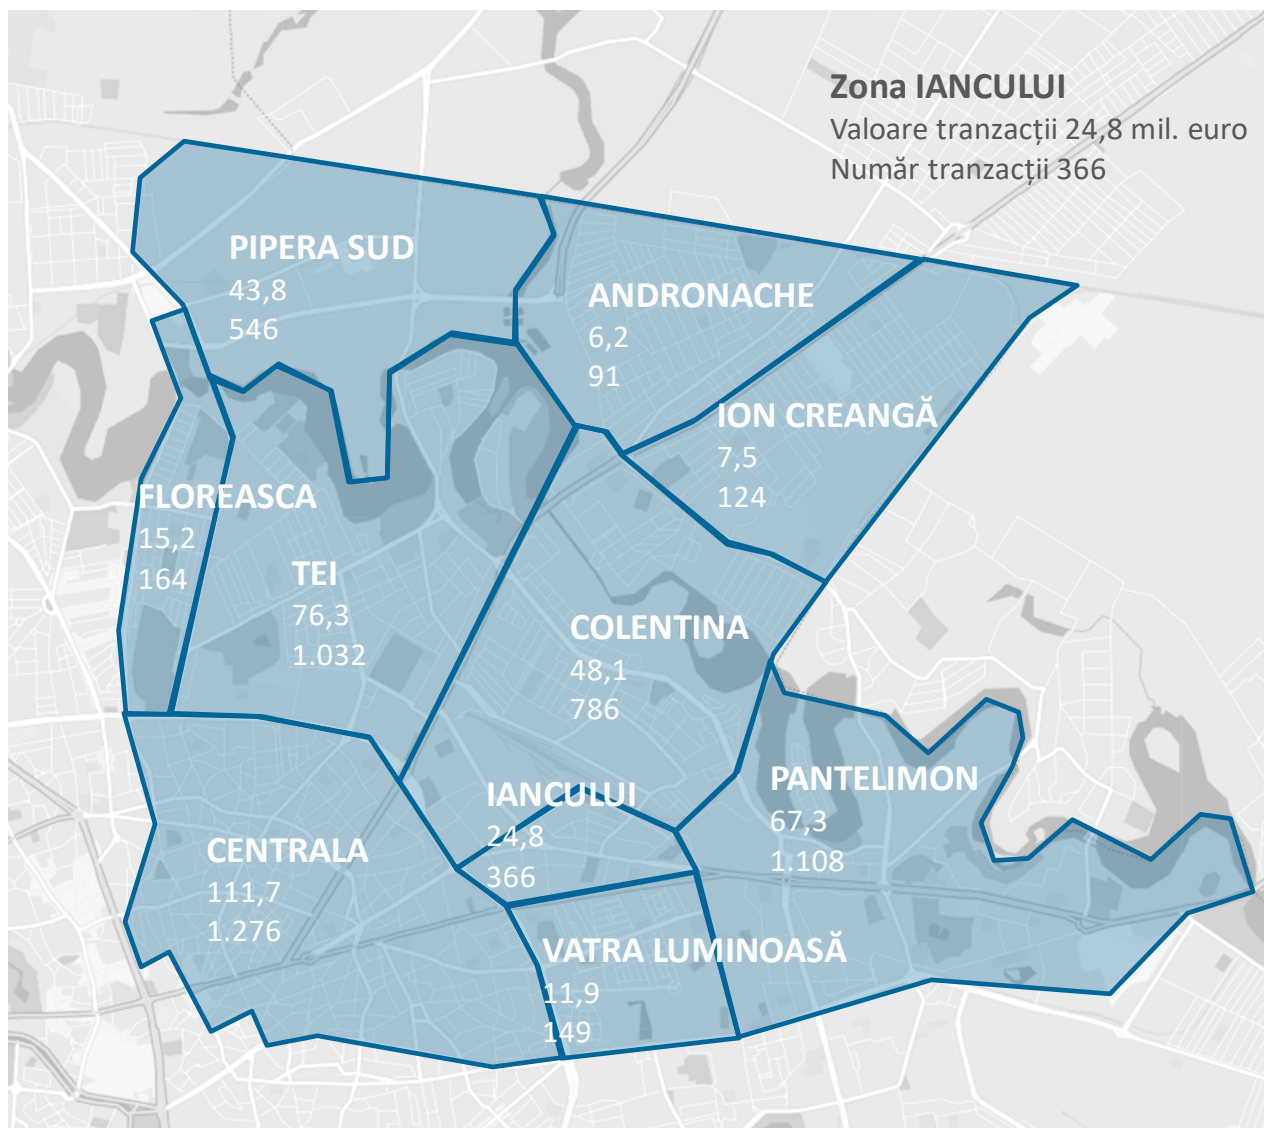 Zona IANCULUI
Valoare tranzacții 24,8 mil. euro
Număr tranzacții 366
PIPERA SUD
43,8
546
ANDRONACHE
6,2
91
ION CREANGĂ
7,5
124
FLOREASCA
15,2
164
TEI
76,3
1.032
COLENTINA
48,1
786
IANCULUI
24,8
366
PANTELIMON
67,3
1.108
CENTRALA
111,7
1.276
VATRA LUMINOASĂ
11,9
149